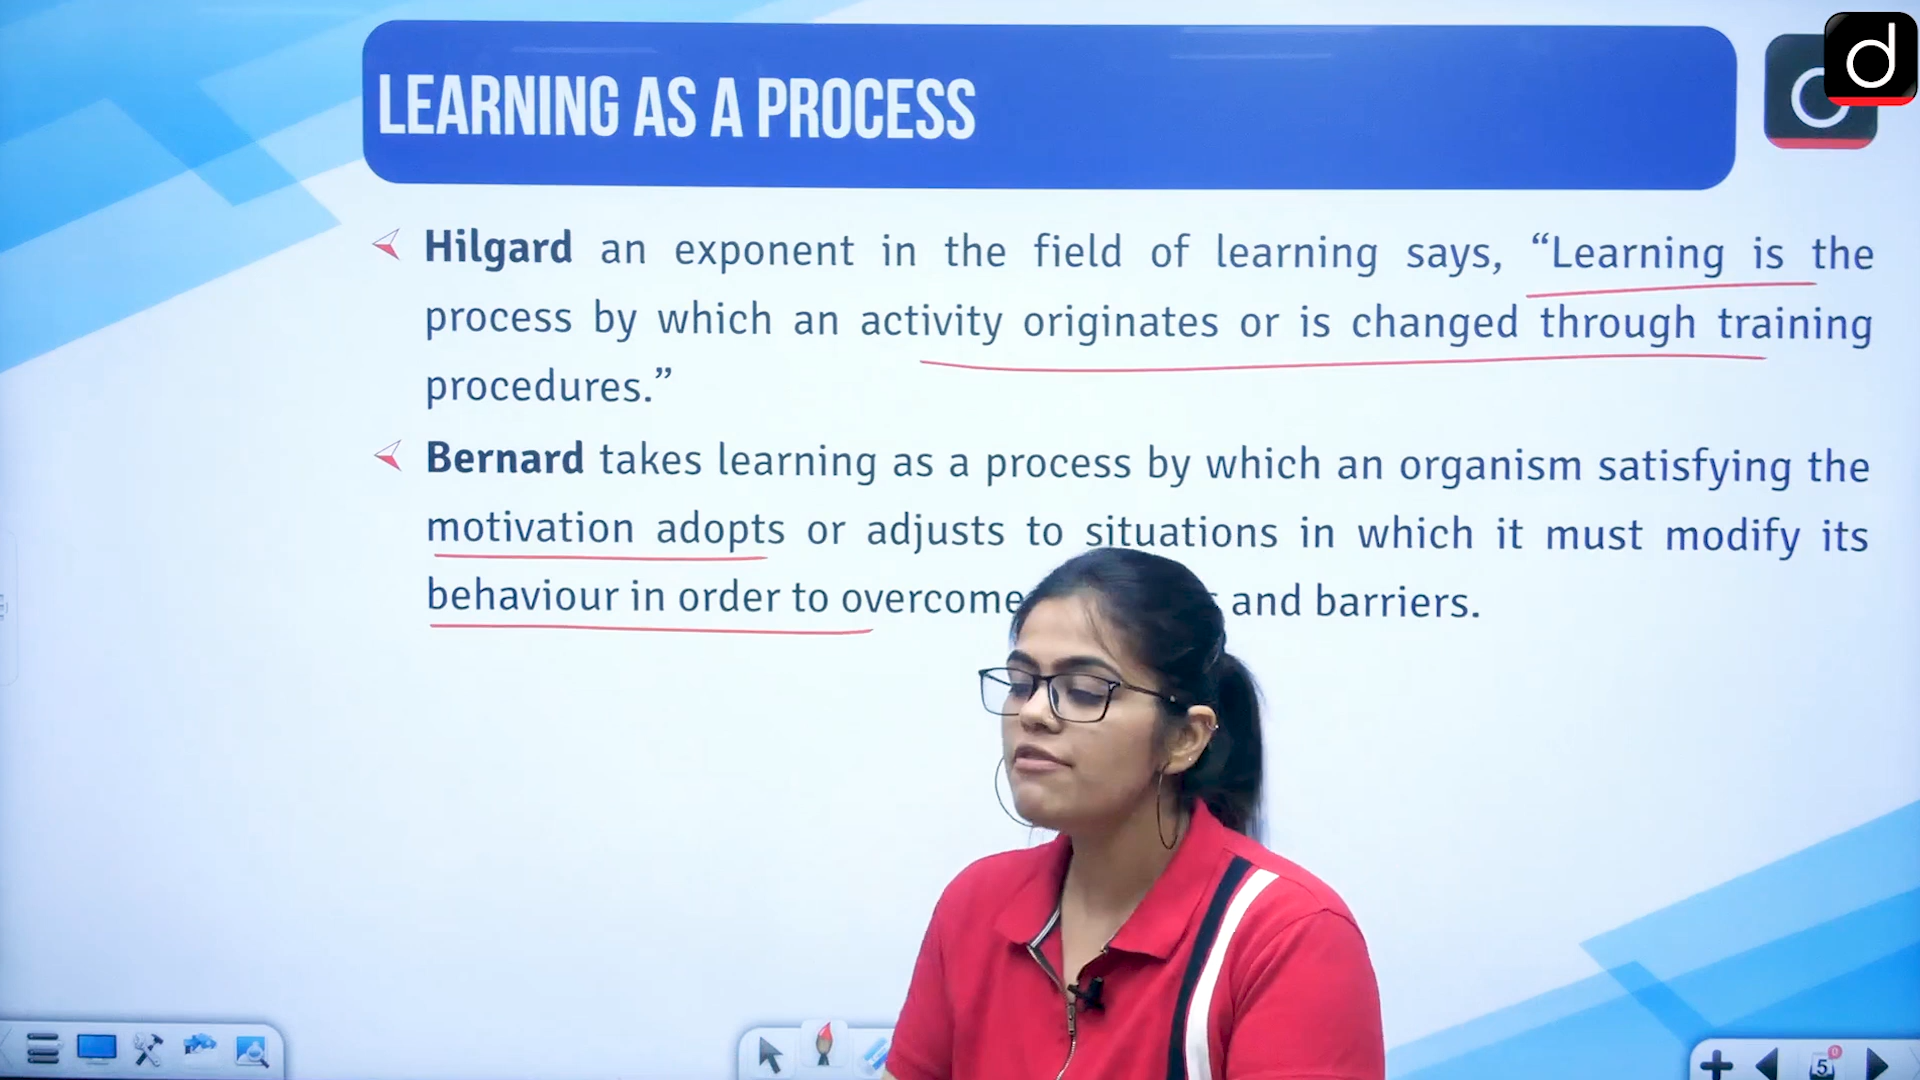 LEARNING AS A PROCESS
d
Hilgard an exponent in the field of learning says, “Learning is the
process by which an activity originates or is changed through training
procedures.”
Bernard takes learning as a process by which an organism satisfying the
motivation adopts or adjusts to situations in which it must modify its
behaviour in order to overcome and barriers.
5
0